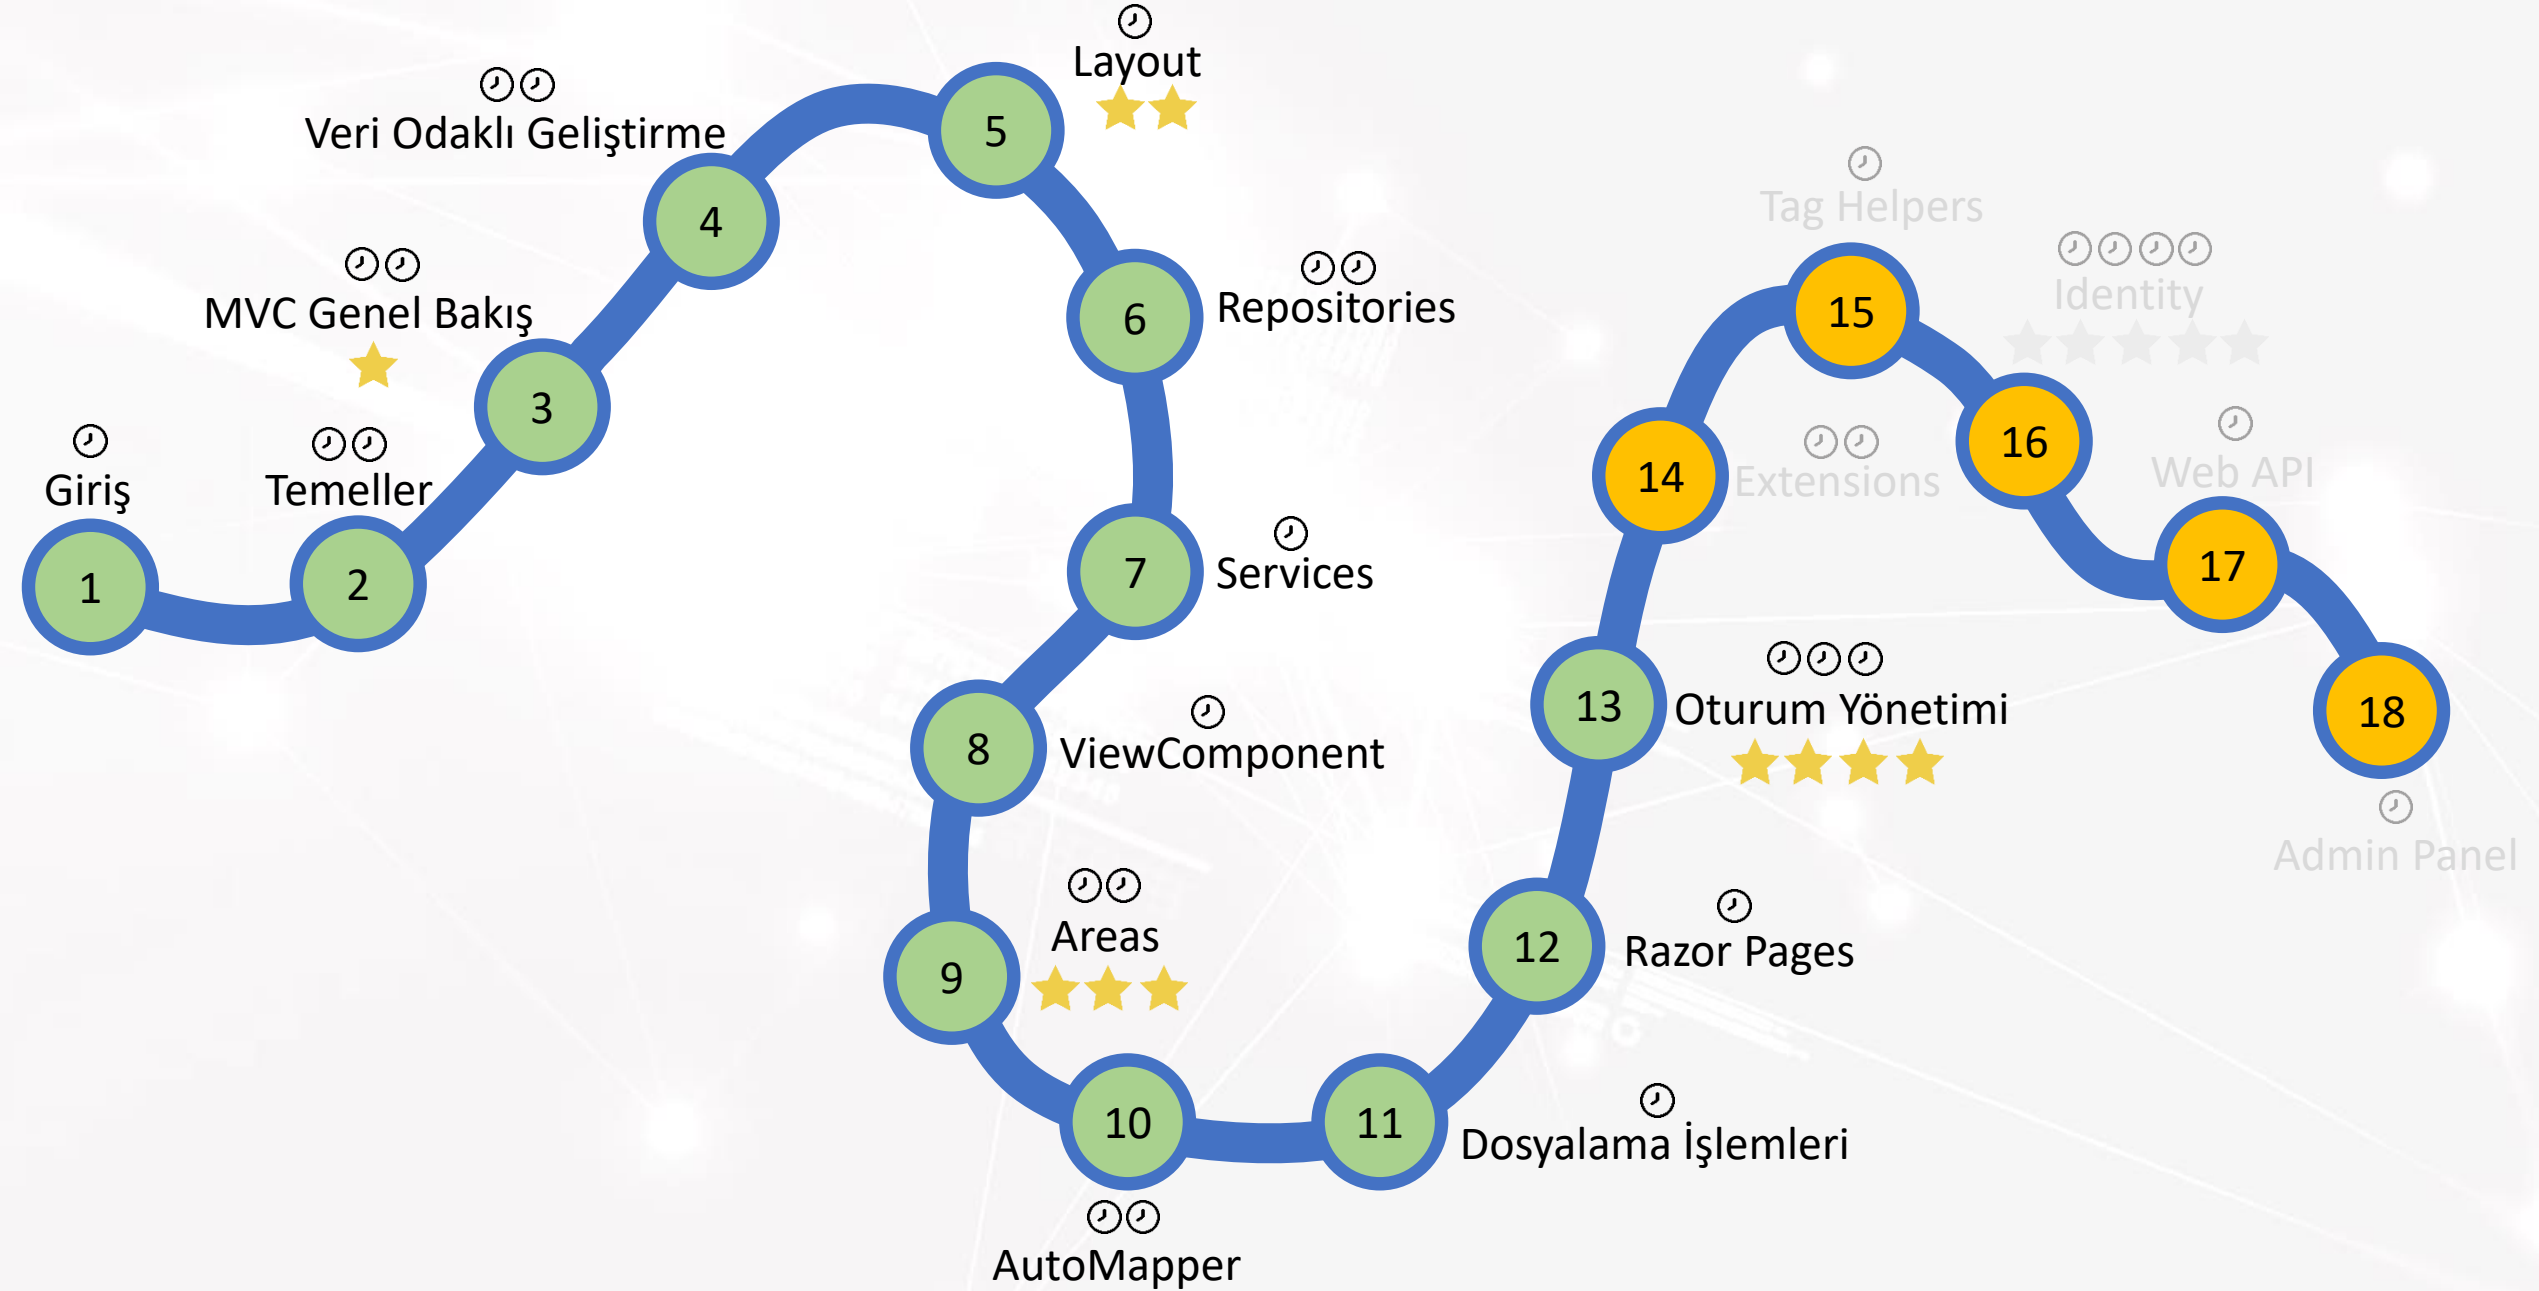 1
Giriş
2
Temeller
3
MVC Genel Bakış
4
Veri Odaklı Geliştirme
5
Layout
6
Repositories
7
Services
8
ViewComponent
9
Areas
10
AutoMapper
11
Dosyalama İşlemleri
12
Razor Pages
13
Oturum Yönetimi
14
Extensions
15
Tag Helpers
16
Identity
17
Web API
18
Admin Panel